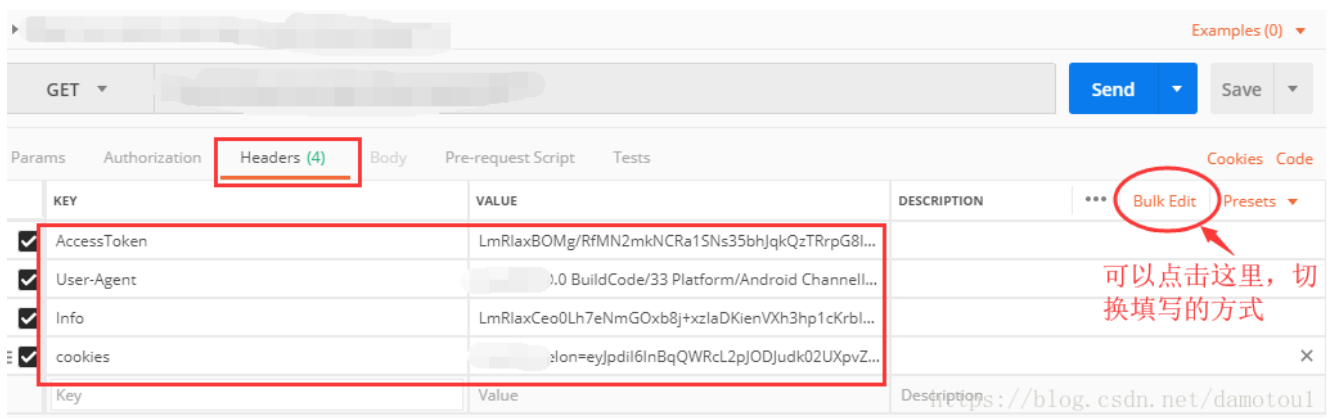 Examples (0)
GET Send Save
Params Authorization Headers (4) Body Pre-request Script Tests Cookies Code
KEY VALUE DESCRIPTION ••• Bulk Edit Presets
AccessToken LmRlaxBOMg/RfMN2mkNCRa1SNs35bhJqkQzTRrpG8l...
User-Agent 0.0 BuildCode/33 Platform/Android Channell...
Info LmRlaxCeo0Lh7eNmGOxb8j+xzlaDKienVXh3hp1cKrbl...
cookies elon=eyJpdil6InBqQWRcL2pJODJudk02UXpvZ...
可以点击这里，切
换填写的方式
Key Value Description
https://blog.csdn.net/damotou1